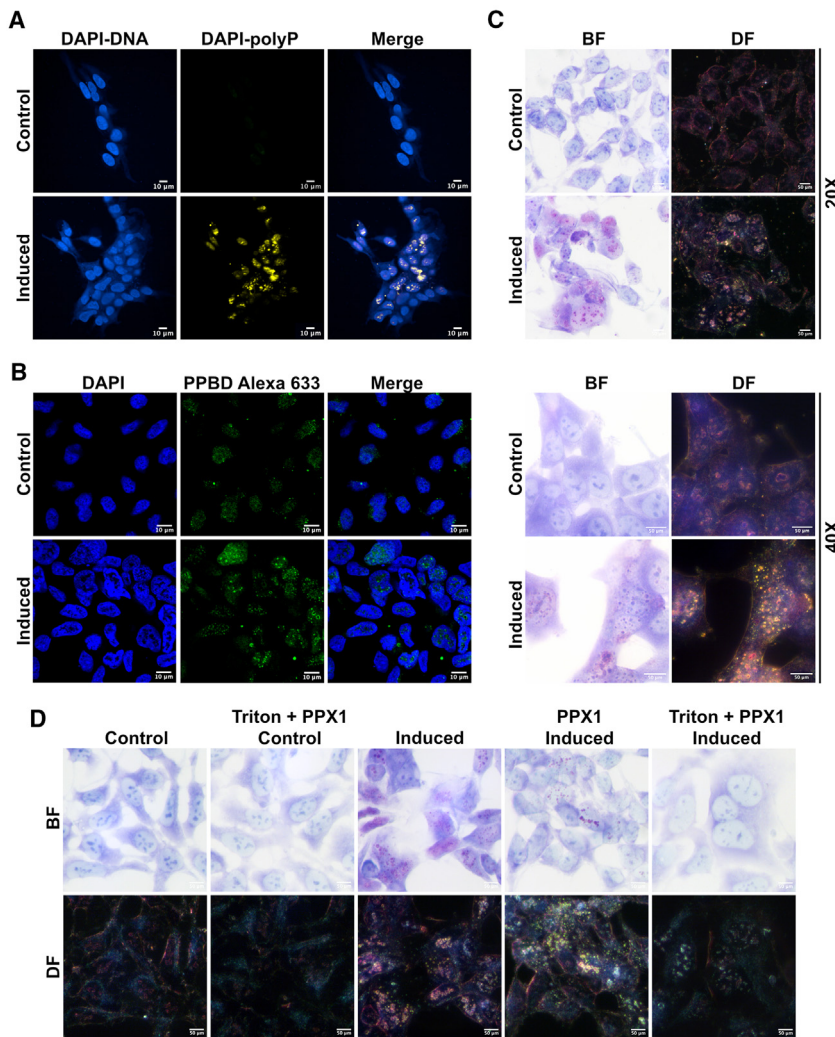 A
DAPI-DNA DAPI-polyP Merge
Control
10 µm 10 µm 10 µm
Induced
10 µm 10 µm 10 µm
B
DAPI PPBD Alexa 633 Merge
Control
10 µm 10 µm 10 µm
Induced
10 µm 10 µm 10 µm
C
BF DF
Control
50 µm
Induced
50 µm
20X
BF DF
Control
50 µm 50 µm
Induced
50 µm 50 µm
40X
D
Triton + PPX1 PPX1 Triton + PPX1
Control Control Induced Induced Induced
BF
DF
50 µm 50 µm 50 µm 50 µm 50 µm